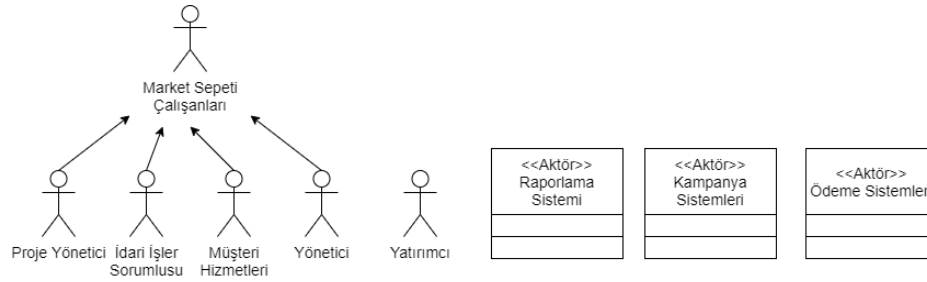 Market Sepeti
Çalışanları
Proje Yönetici
İdari İşler
Sorumlusu
Müşteri
Hizmetleri
Yönetici
Yatırımcı
<<Aktör>>
Raporlama
Sistemi
<<Aktör>>
Kampanya
Sistemleri
<<Aktör>>
Ödeme Sistemler